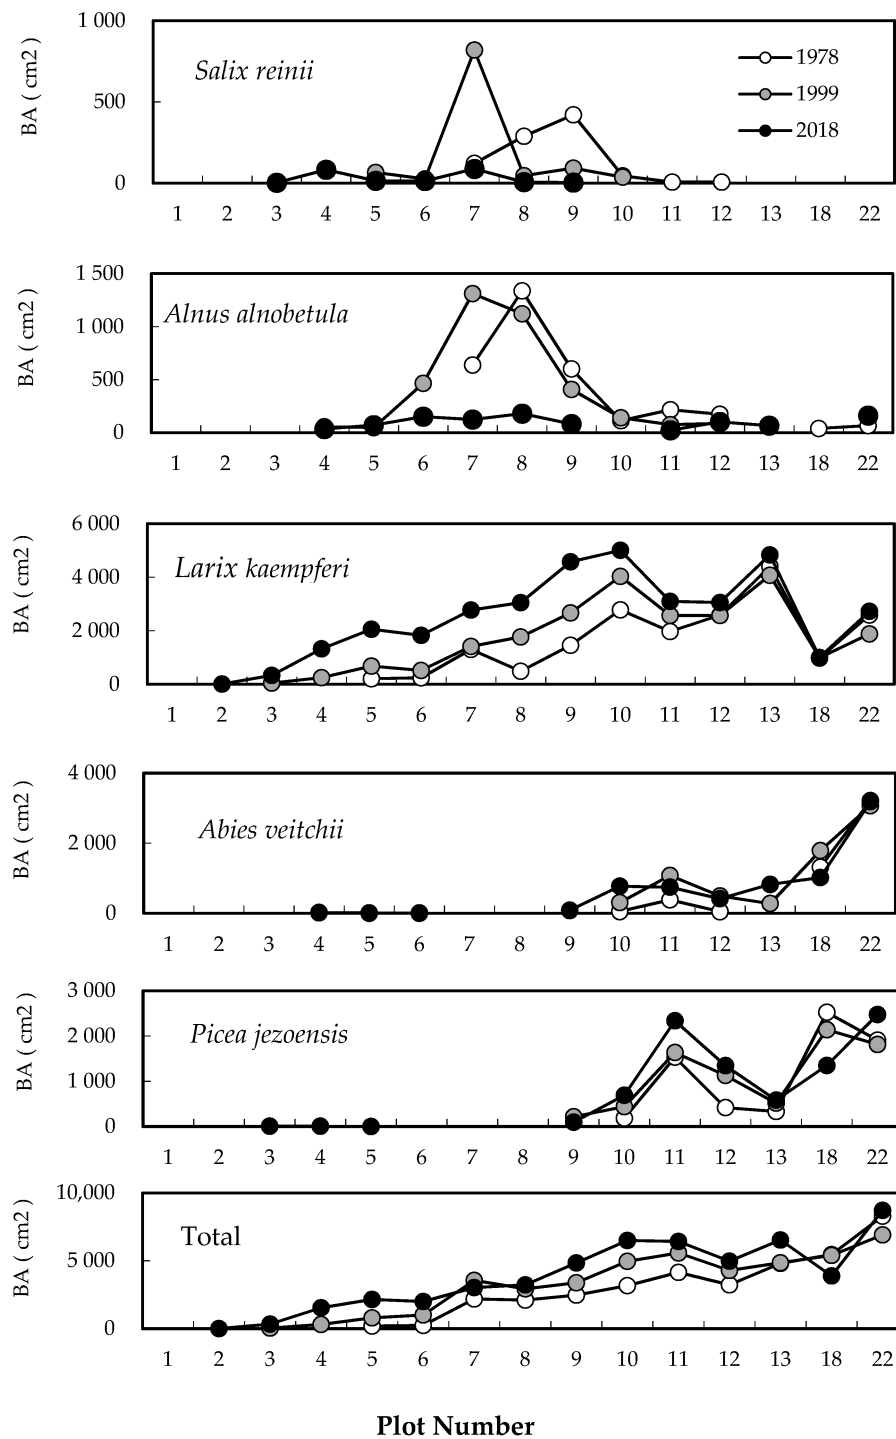 1 000
500
0
BA ( cm2 )
Salix reinii
1978
1999
2018
1 2 3 4 5 6 7 8 9 10 11 12 13 18 22
1 500
1 000
500
0
BA ( cm2 )
Alnus alnobetula
1 2 3 4 5 6 7 8 9 10 11 12 13 18 22
6 000
4 000
2 000
0
BA ( cm2 )
Larix kaempferi
1 2 3 4 5 6 7 8 9 10 11 12 13 18 22
4 000
2 000
0
BA ( cm2 )
Abies veitchii
1 2 3 4 5 6 7 8 9 10 11 12 13 18 22
3 000
2 000
1 000
0
BA ( cm2 )
Picea jezoensis
1 2 3 4 5 6 7 8 9 10 11 12 13 18 22
10,000
5 000
0
BA ( cm2 )
Total
1 2 3 4 5 6 7 8 9 10 11 12 13 18 22
Plot Number